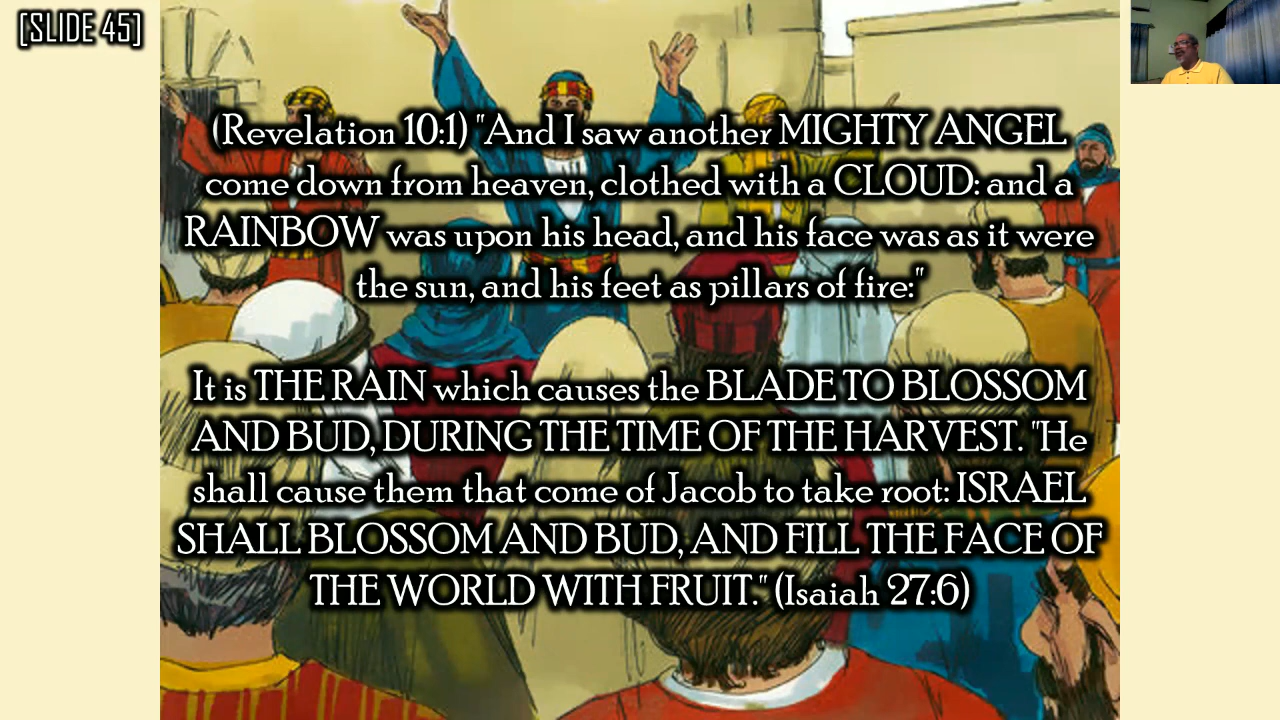 [SLIDE 45]
(Revelation 10:1) "And I saw another MIGHTY ANGEL
come down from heaven, clothed with a CLOUD: and a
RAINBOW was upon his head, and his face was as it were
the sun, and his feet as pillars of fire:"
It is THE RAIN which causes the BLADE TO BLOSSOM
AND BUD, DURING THE TIME OF THE HARVEST. "He
shall cause them that come of Jacob to take root: ISRAEL
SHALL BLOSSOM AND BUD, AND FILL THE FACE OF
THE WORLD WITH FRUIT." (Isaiah 27:6)